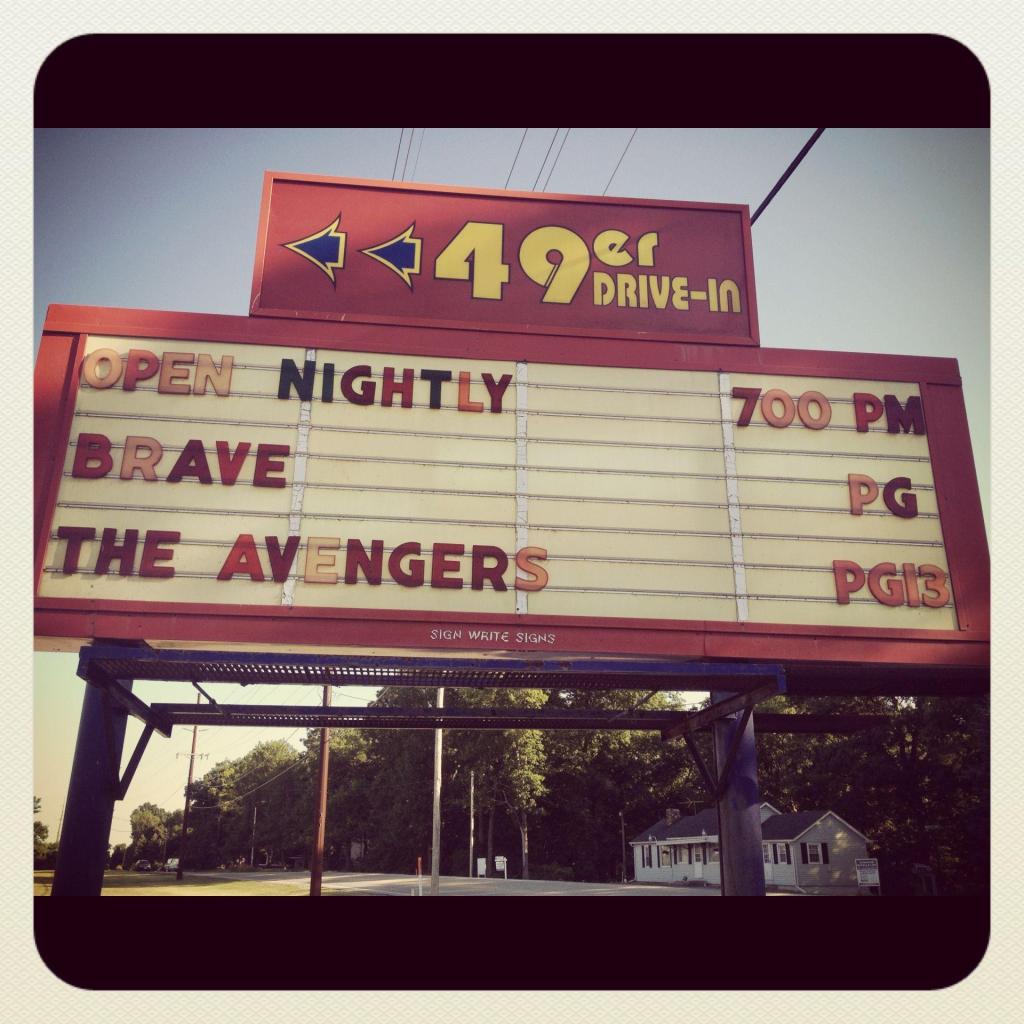 49er
DRIVE-IN
OPEN NIGHTLY 700 PM
BRAVE PG
THE AVENGERS PG13
SIGN WRITE SIGNS